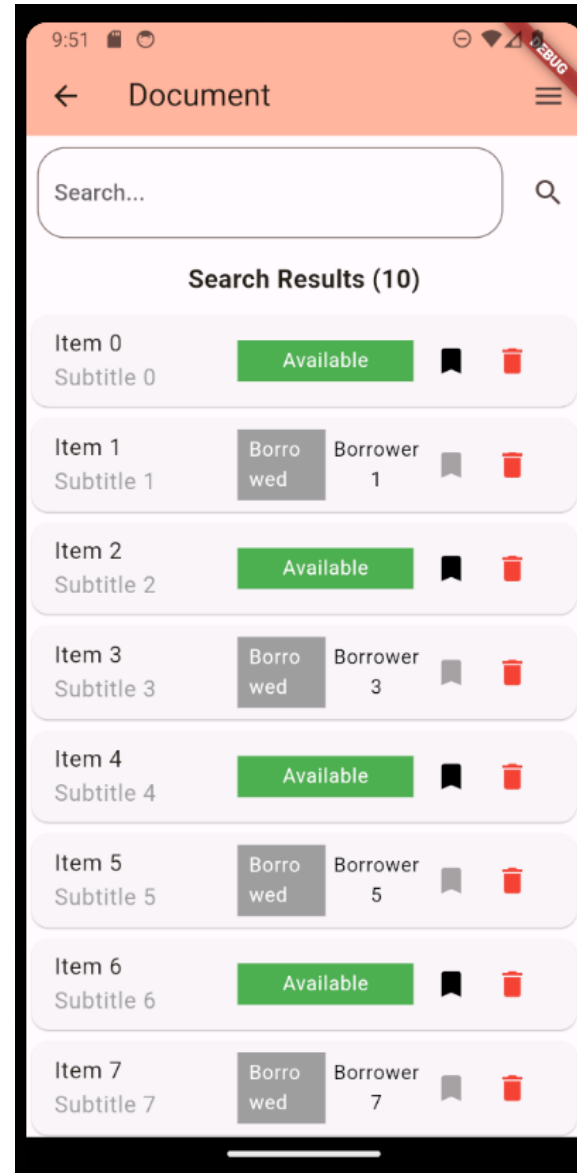 9:51
DEBUG
Document
Search...
Search Results (10)
Item 0
Subtitle 0
Available
Item 1
Subtitle 1
Borro
wed
Borrower
1
Item 2
Subtitle 2
Available
Item 3
Subtitle 3
Borro
wed
Borrower
3
Item 4
Subtitle 4
Available
Item 5
Subtitle 5
Borro
wed
Borrower
5
Item 6
Subtitle 6
Available
Item 7
Subtitle 7
Borro
wed
Borrower
7